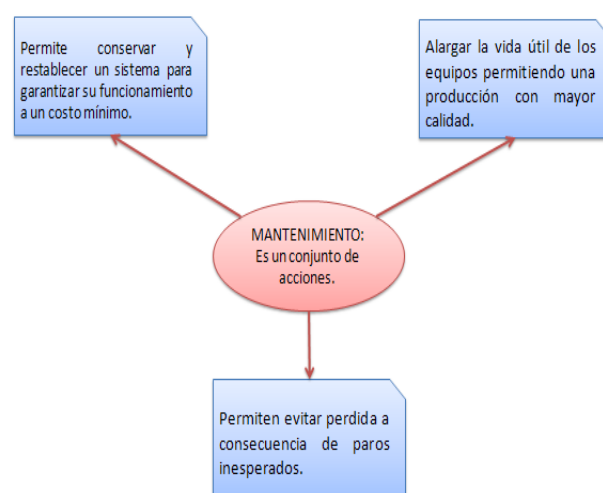 Permite conservar y
restablecer un sistema para
garantizar su funcionamiento
a un costo mínimo.
Alargar la vida útil de los
equipos permitiendo una
producción con mayor
calidad.
MANTENIMIENTO:
Es un conjunto de
acciones.
Permiten evitar perdida a
consecuencia de paros
inesperados.